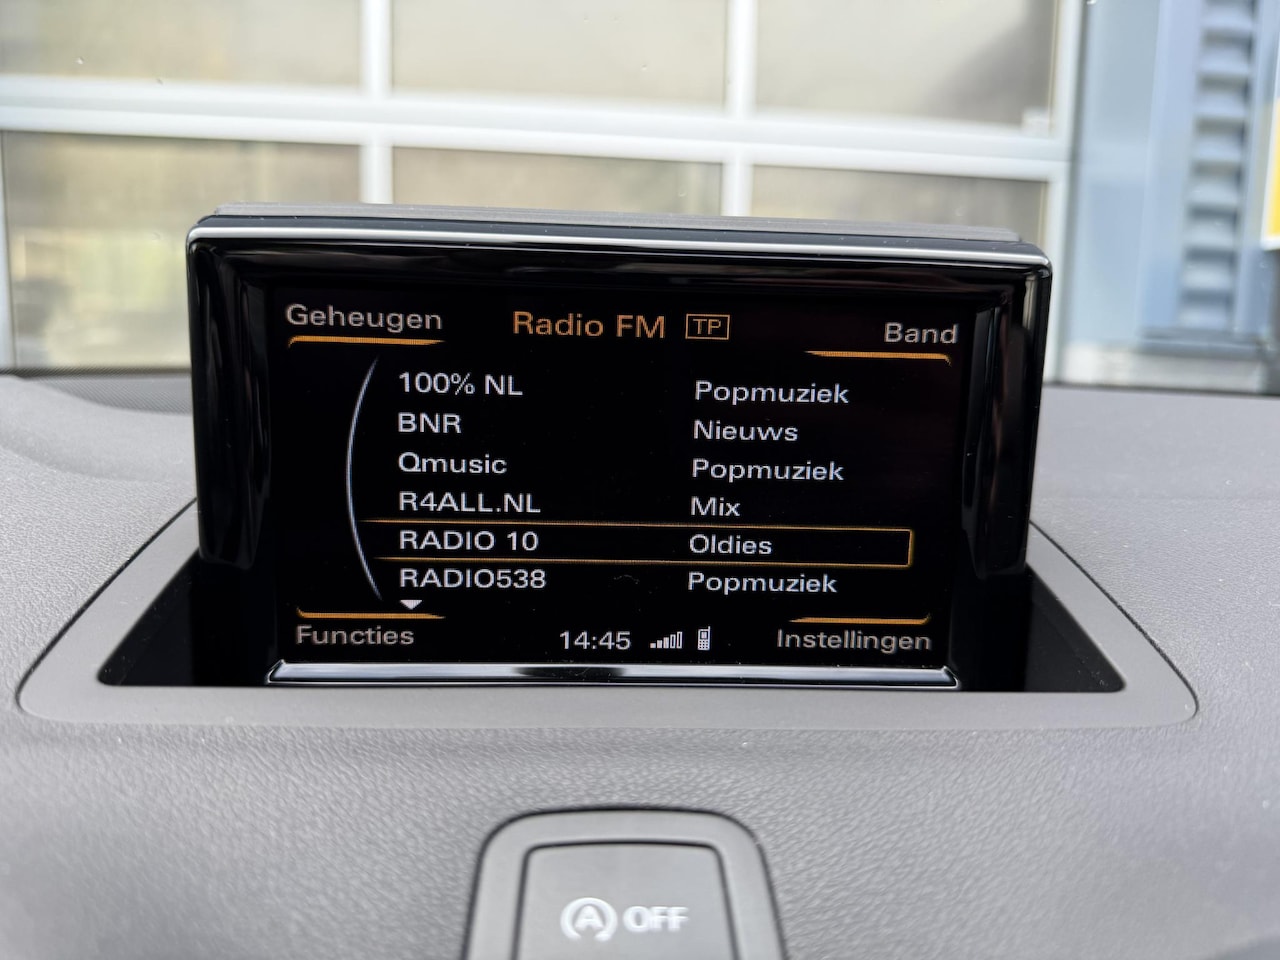 Geheugen Radio FM TP Band
100% NL Popmuziek
BNR Nieuws
Qmusic Popmuziek
R4ALL.NL Mix
RADIO 10 Oldies
RADIO538 Popmuziek
Functies 14:45 Instellingen
A OFF